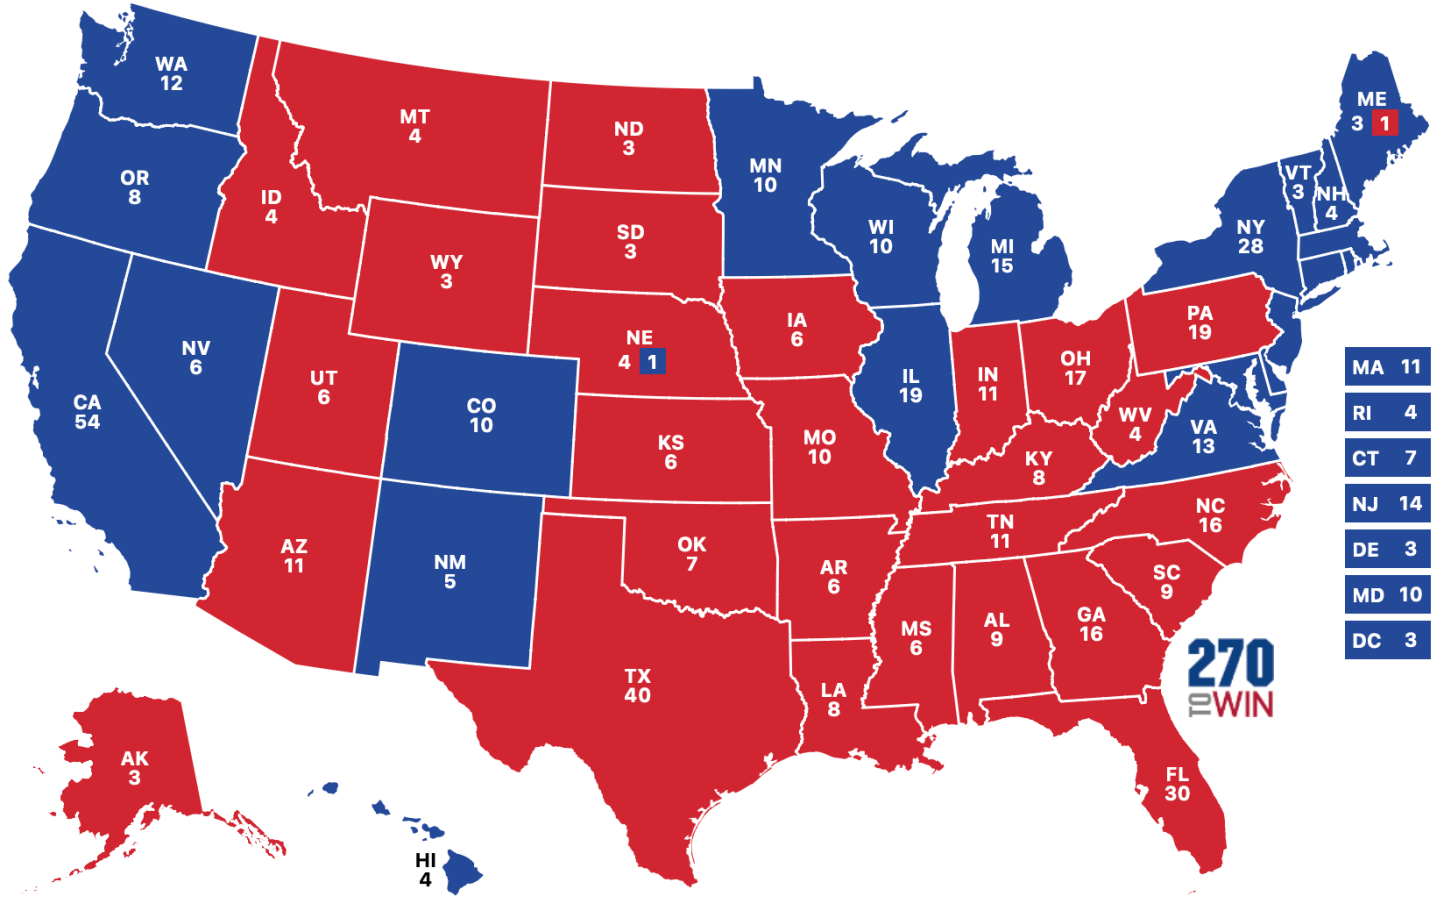 WA
12
OR
8
CA
54
NV
6
ID
4
MT
4
WY
3
UT
6
AZ
11
CO
10
NM
5
ND
3
SD
3
NE
4 1
KS
6
OK
7
TX
40
MN
10
IA
6
MO
10
AR
6
LA
8
WI
10
IL
19
MI
15
IN
11
OH
17
KY
8
TN
11
MS
6
AL
9
GA
16
FL
30
SC
9
NC
16
VA
13
WV
4
PA
19
NY
28
VT
3
NH
4
ME
3 1
MA 11
RI 4
CT 7
NJ 14
DE 3
MD 10
DC 3
AK
3
HI
4
270
TO WIN